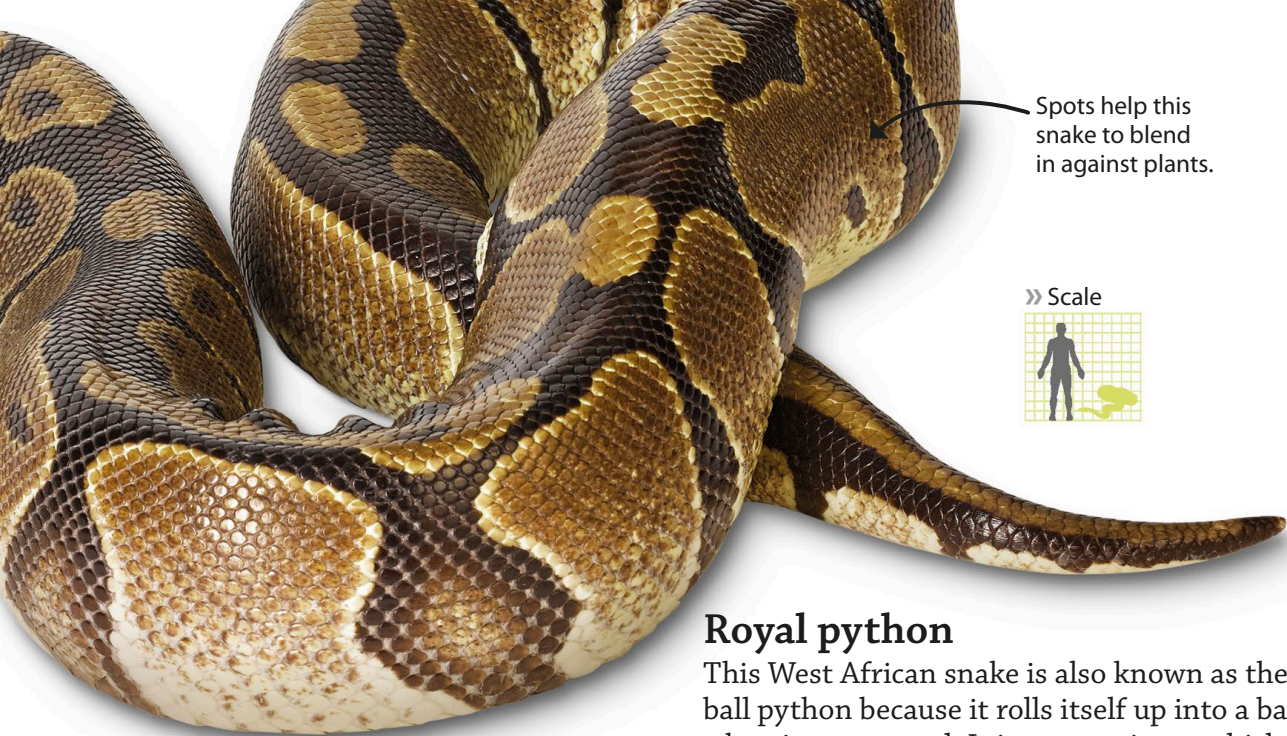 Spots help this
snake to blend
in against plants.
» Scale
Royal python
This West African snake is also known as the
ball python because it rolls itself up into a ba